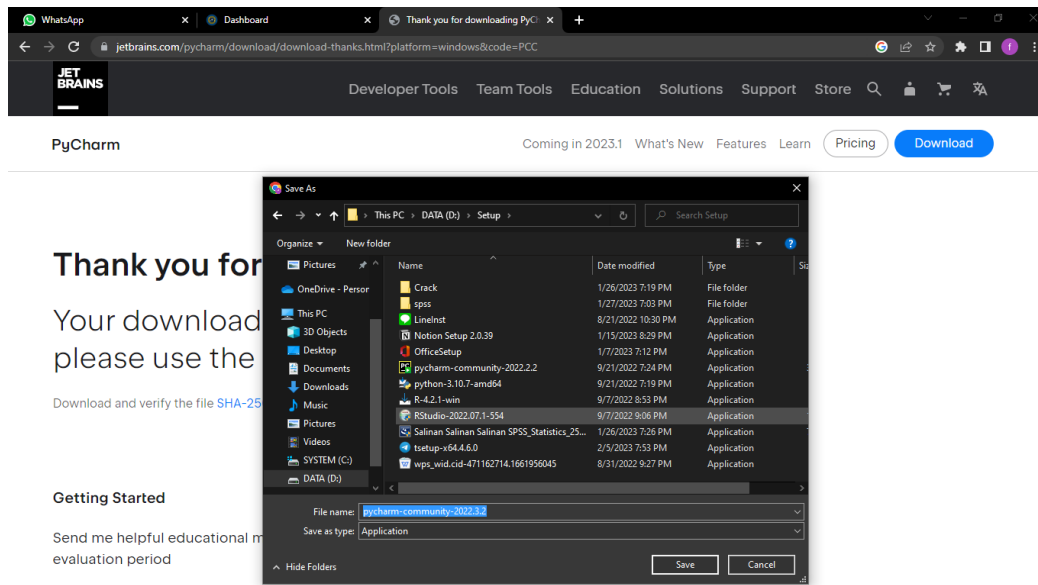 WhatsApp
Dashboard
Thank you for downloading PyCh
jetbrains.com/pycharm/download/download-thanks.html?platform=windows&code=PCC
G
f
JET
BRAINS
Developer Tools Team Tools Education Solutions Support Store
PyCharm
Coming in 2023.1 What's New Features Learn Pricing Download
Save As
This PC > DATA (D:) > Setup >
Search Setup
Organize
New folder
Thank you for
Your download
please use the
Download and verify the file SHA-25
Getting Started
Send me helpful educational m
evaluation period
Pictures
OneDrive - Person
This PC
3D Objects
Desktop
Documents
Downloads
Music
Pictures
Videos
SYSTEM (C:)
DATA (D:)
Name Date modified Type
Crack 1/26/2023 7:19 PM File folder
spss 1/27/2023 7:03 PM File folder
LineInst 8/21/2022 10:30 PM Application
Notion Setup 2.0.39 1/15/2023 8:29 PM Application
OfficeSetup 1/7/2023 7:12 PM Application
pycharm-community-2022.2.2 9/21/2022 7:24 PM Application
python-3.10.7-amd64 9/21/2022 7:19 PM Application
R-4.2.1-win 9/7/2022 8:53 PM Application
RStudio-2022.07.1-554 9/7/2022 9:06 PM Application
Salinan Salinan Salinan SPSS_Statistics_25... 1/26/2023 7:26 PM Application
tsetup-x64.4.6.0 2/5/2023 7:53 PM Application
wps_wid.cid-471162714.1661956045 8/31/2022 9:27 PM Application
File name: pycharm-community-2022.3.2
Save as type: Application
Hide Folders
Save
Cancel